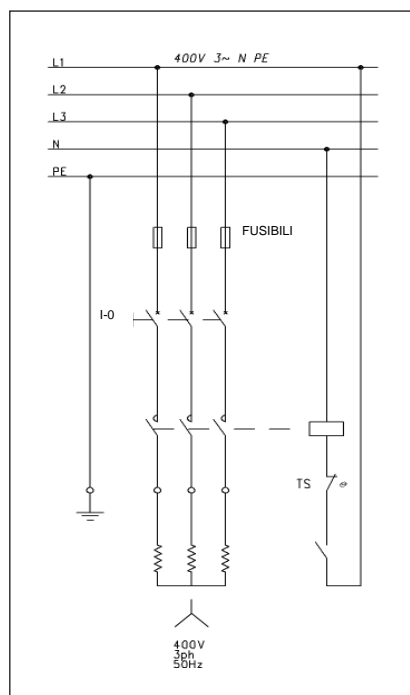 L1
400V 3~ N PE
L2
L3
N
PE
FUSIBILI
I-0
TS
400V
3ph
50Hz